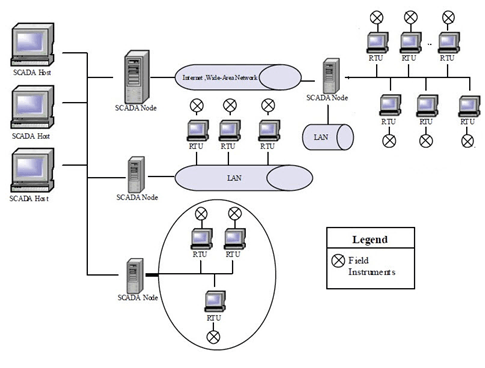 RTU
RTU
..
RTU
SCADA Host
Internet ,Wide-Area Network
SCADA Node
SCADA Node
RTU
RTU
RTU
SCADA Host
LAN
RTU
RTU
RTU
LAN
SCADA Host
SCADA Node
Legend
Field
Instruments
RTU
RTU
SCADA Node
RTU